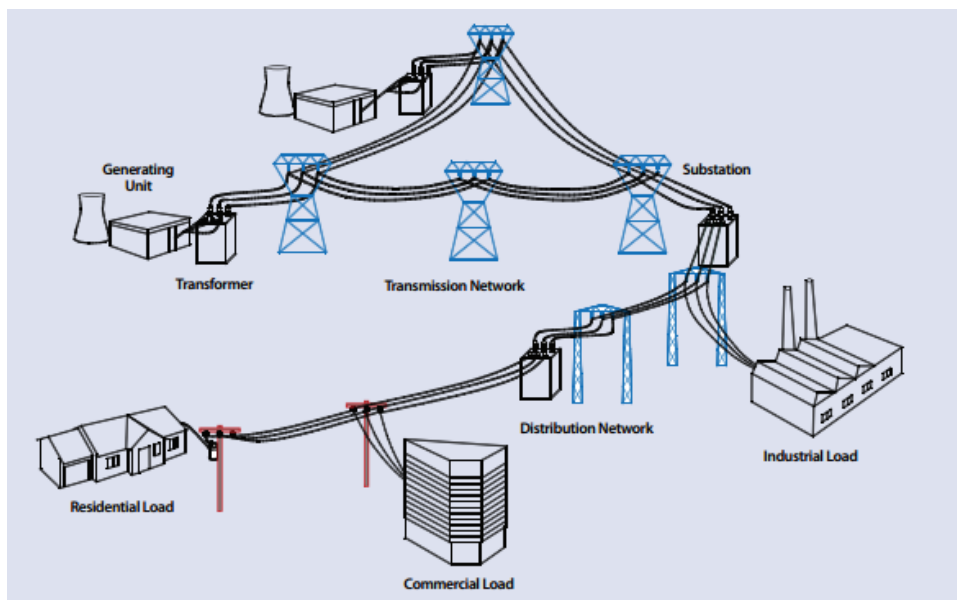 Generating
Unit
Substation
Transformer
Transmission Network
Distribution Network
Industrial Load
Residential Load
Commercial Load